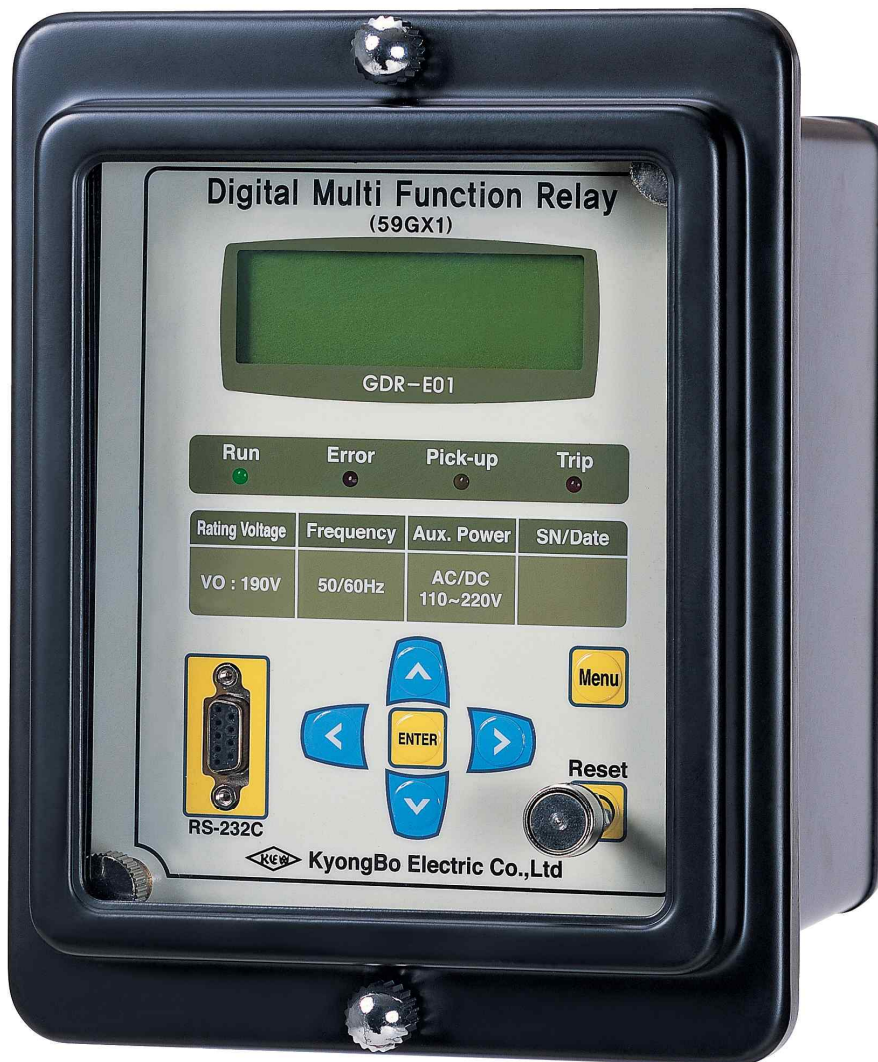 Digital Multi Function Relay
(59GX1)
GDR-E01
Run Error Pick-up Trip
Rating Voltage Frequency Aux. Power SN/Date
VO : 190V 50/60Hz AC/DC 110~220V
Menu
ENTER
Reset
RS-232C
KEW KyongBo Electric Co.,Ltd